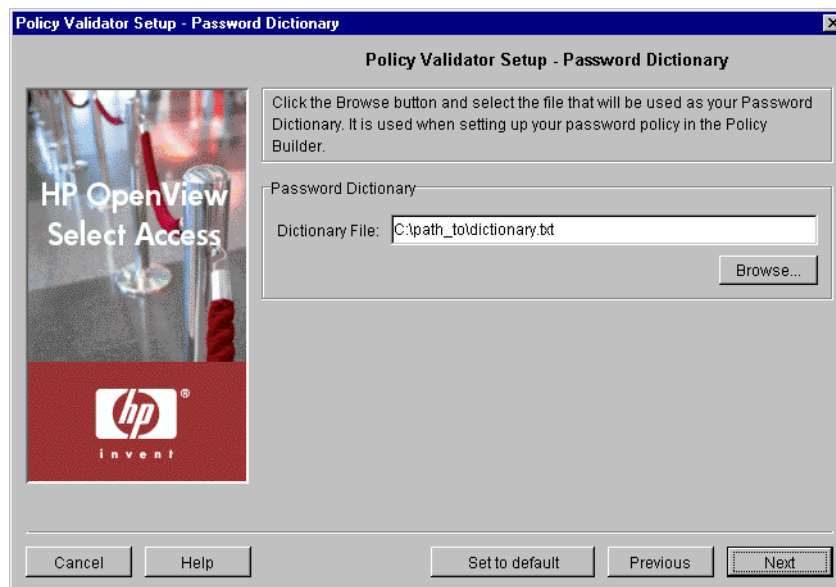 Policy Validator Setup - Password Dictionary
Policy Validator Setup - Password Dictionary
HP OpenView
Select Access
hp
®
invent
Click the Browse button and select the file that will be used as your Password
Dictionary. It is used when setting up your password policy in the Policy
Builder.
Password Dictionary
Dictionary File: C:\path_to\dictionary.txt
Browse...
Cancel Help Set to default Previous Next